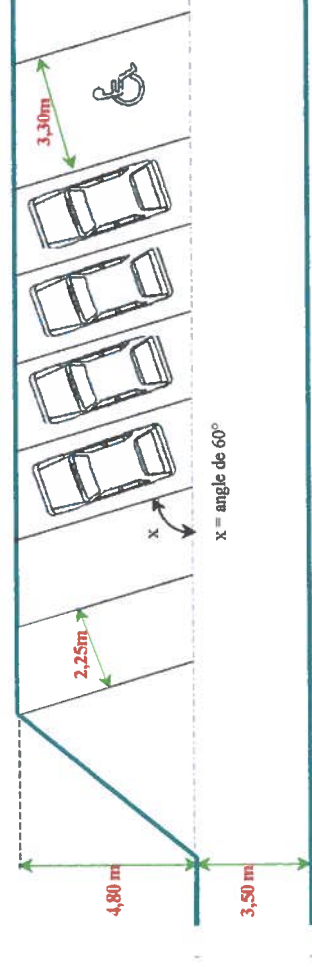 3,30m
2,25m
x
x = angle de 60°
4,80 m
3,50 m